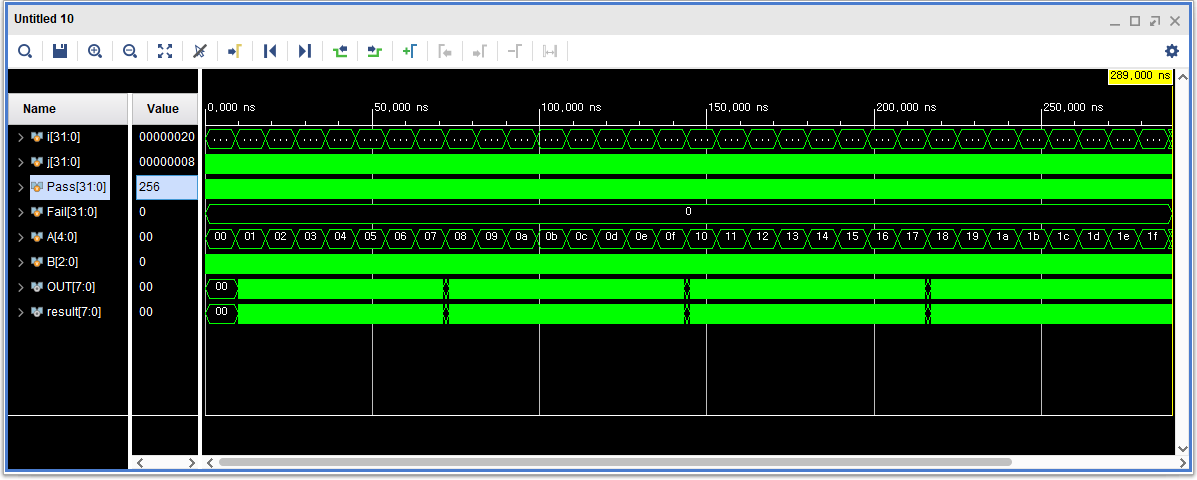 Untitled 10
289,000 ns
Name Value 0,000 ns 50,000 ns 100,000 ns 150,000 ns 200,000 ns 250,000 ns
i[31:0] 00000020 ... ... ... ... ... ... ... ... ... ... ... ... ... ... ... ... ... ... ... ... ... ... ... ... ... ... ... ... ... ... ... ...
j[31:0] 00000008
Pass[31:0] 256
Fail[31:0] 0 0
A[4:0] 00 00 01 02 03 04 05 06 07 08 09 0a 0b 0c 0d 0e 0f 10 11 12 13 14 15 16 17 18 19 1a 1b 1c 1d 1e 1f
B[2:0] 0
OUT[7:0] 00 00
result[7:0] 00 00